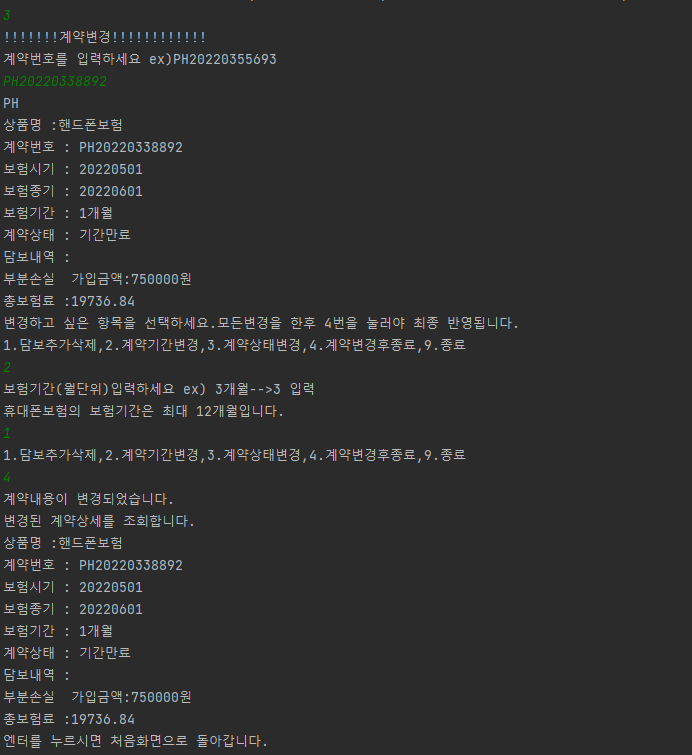 3
!!!!!!!계약변경!!!!!!!!!!!!
계약번호를 입력하세요 ex)PH20220355693
PH20220338892
PH
상품명 :핸드폰보험
계약번호 : PH20220338892
보험시기 : 20220501
보험종기 : 20220601
보험기간 : 1개월
계약상태 : 기간만료
담보내역 :
부분손실  가입금액:750000원
총보험료 :19736.84
변경하고 싶은 항목을 선택하세요.모든변경을 한후 4번을 눌러야 최종 반영됩니다.
1.담보추가삭제,2.계약기간변경,3.계약상태변경,4.계약변경후종료,9.종료
2
보험기간(월단위)입력하세요 ex) 3개월-->3 입력
휴대폰보험의 보험기간은 최대 12개월입니다.
1
1.담보추가삭제,2.계약기간변경,3.계약상태변경,4.계약변경후종료,9.종료
4
계약내용이 변경되었습니다.
변경된 계약상세를 조회합니다.
상품명 :핸드폰보험
계약번호 : PH20220338892
보험시기 : 20220501
보험종기 : 20220601
보험기간 : 1개월
계약상태 : 기간만료
담보내역 :
부분손실  가입금액:750000원
총보험료 :19736.84
엔터를 누르시면 처음화면으로 돌아갑니다.